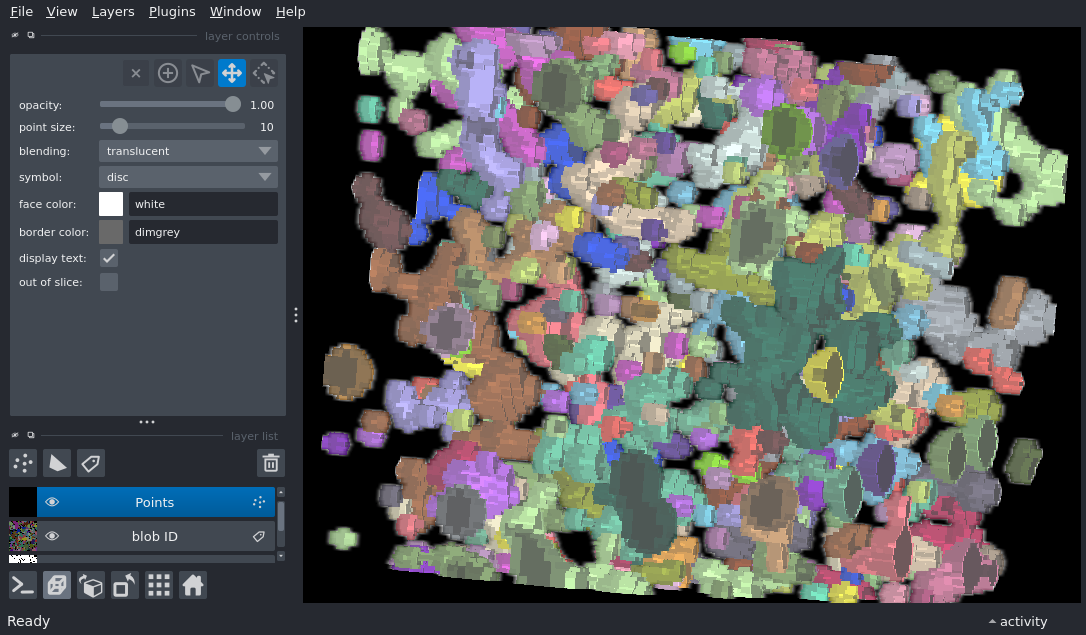 File View Layers Plugins Window Help
layer controls
opacity: 1.00
point size: 10
blending: translucent
symbol: disc
face color: white
border color: dimgrey
display text:
out of slice:
layer list
Points
blob ID
Ready
activity